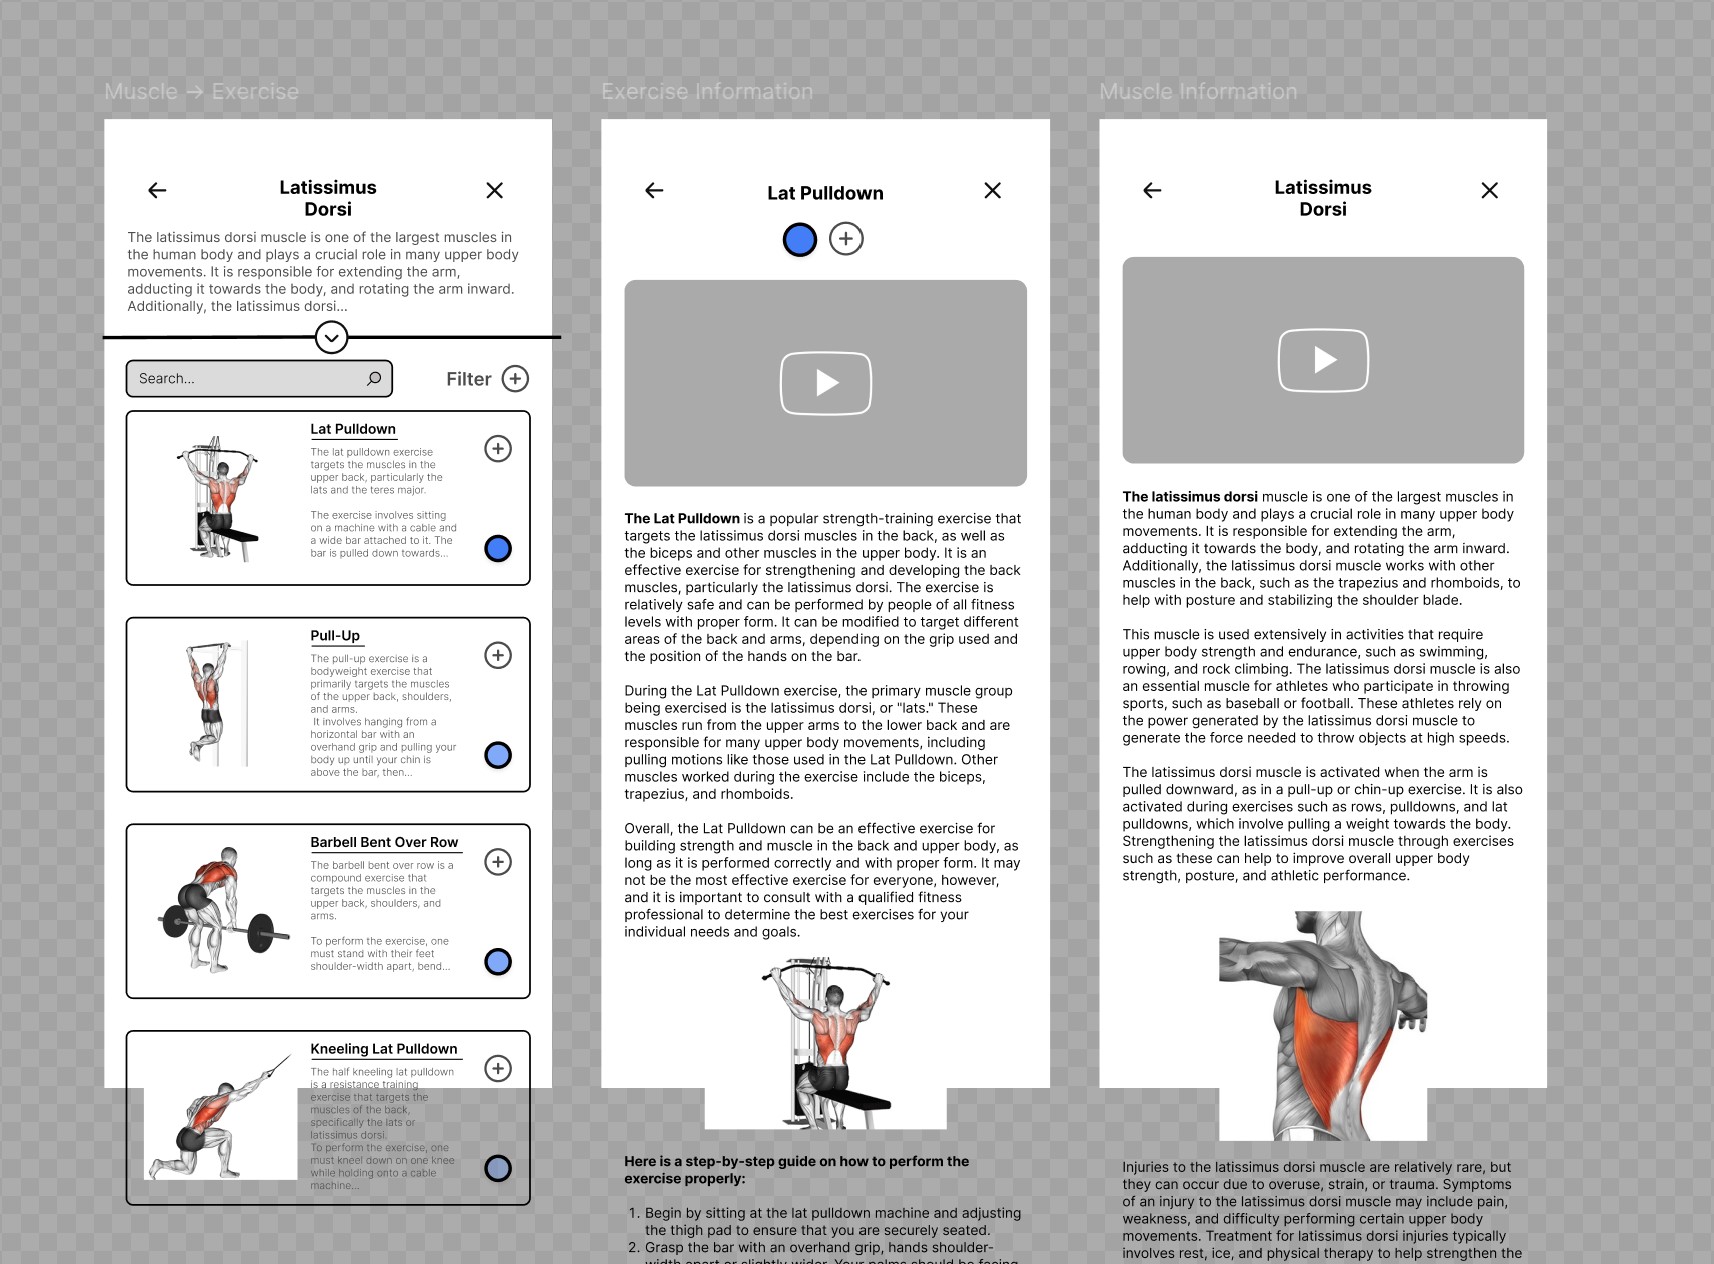 Muscle → Exercise
Latissimus
Dorsi
The latissimus dorsi muscle is one of the largest muscles in
the human body and plays a crucial role in many upper body
movements. It is responsible for extending the arm,
adducting it towards the body, and rotating the arm inward.
Additionally, the latissimus dorsi...
Search...
Filter
Lat Pulldown
The lat pulldown exercise
targets the muscles in the
upper back, particularly the
lats and the teres major.
The exercise involves sitting
on a machine with a cable and
a wide bar attached to it. The
bar is pulled down towards...
Pull-Up
The pull-up exercise is a
bodyweight exercise that
primarily targets the muscles
of the upper back, shoulders,
and arms.
It involves hanging from a
horizontal bar with an
overhand grip and pulling your
body up until your chin is
above the bar, then...
Barbell Bent Over Row
The barbell bent over row is a
compound exercise that
targets the muscles in the
upper back, shoulders, and
arms.
To perform the exercise, one
must stand with their feet
shoulder-width apart, bend...
Kneeling Lat Pulldown
The half kneeling lat pulldown
is a resistance training
exercise that targets the
muscles of the back,
specifically the lats or
latissimus dorsi.
To perform the exercise, one
must kneel down on one knee
while holding onto a cable
machine...
Exercise Information
Lat Pulldown
The Lat Pulldown is a popular strength-training exercise that
targets the latissimus dorsi muscles in the back, as well as
the biceps and other muscles in the upper body. It is an
effective exercise for strengthening and developing the back
muscles, particularly the latissimus dorsi. The exercise is
relatively safe and can be performed by people of all fitness
levels with proper form. It can be modified to target different
areas of the back and arms, depending on the grip used and
the position of the hands on the bar.
During the Lat Pulldown exercise, the primary muscle group
being exercised is the latissimus dorsi, or "lats." These
muscles run from the upper arms to the lower back and are
responsible for many upper body movements, including
pulling motions like those used in the Lat Pulldown. Other
muscles worked during the exercise include the biceps,
trapezius, and rhomboids.
Overall, the Lat Pulldown can be an effective exercise for
building strength and muscle in the back and upper body, as
long as it is performed correctly and with proper form. It may
not be the most effective exercise for everyone, however,
and it is important to consult with a qualified fitness
professional to determine the best exercises for your
individual needs and goals.
Here is a step-by-step guide on how to perform the
exercise properly:
1. Begin by sitting at the lat pulldown machine and adjusting
the thigh pad to ensure that you are securely seated.
2. Grasp the bar with an overhand grip, hands shoulder-
width apart or slightly wider. Your palms should be facing
Muscle Information
Latissimus
Dorsi
The latissimus dorsi muscle is one of the largest muscles in
the human body and plays a crucial role in many upper body
movements. It is responsible for extending the arm,
adducting it towards the body, and rotating the arm inward.
Additionally, the latissimus dorsi muscle works with other
muscles in the back, such as the trapezius and rhomboids, to
help with posture and stabilizing the shoulder blade.
This muscle is used extensively in activities that require
upper body strength and endurance, such as swimming,
rowing, and rock climbing. The latissimus dorsi muscle is also
an essential muscle for athletes who participate in throwing
sports, such as baseball or football. These athletes rely on
the power generated by the latissimus dorsi muscle to
generate the force needed to throw objects at high speeds.
The latissimus dorsi muscle is activated when the arm is
pulled downward, as in a pull-up or chin-up exercise. It is also
activated during exercises such as rows, pulldowns, and lat
pulldowns, which involve pulling a weight towards the body.
Strengthening the latissimus dorsi muscle through exercises
such as these can help to improve overall upper body
strength, posture, and athletic performance.
Injuries to the latissimus dorsi muscle are relatively rare, but
they can occur due to overuse, strain, or trauma. Symptoms
of an injury to the latissimus dorsi muscle may include pain,
weakness, and difficulty performing certain upper body
movements. Treatment for latissimus dorsi injuries typically
involves rest, ice, and physical therapy to help strengthen the